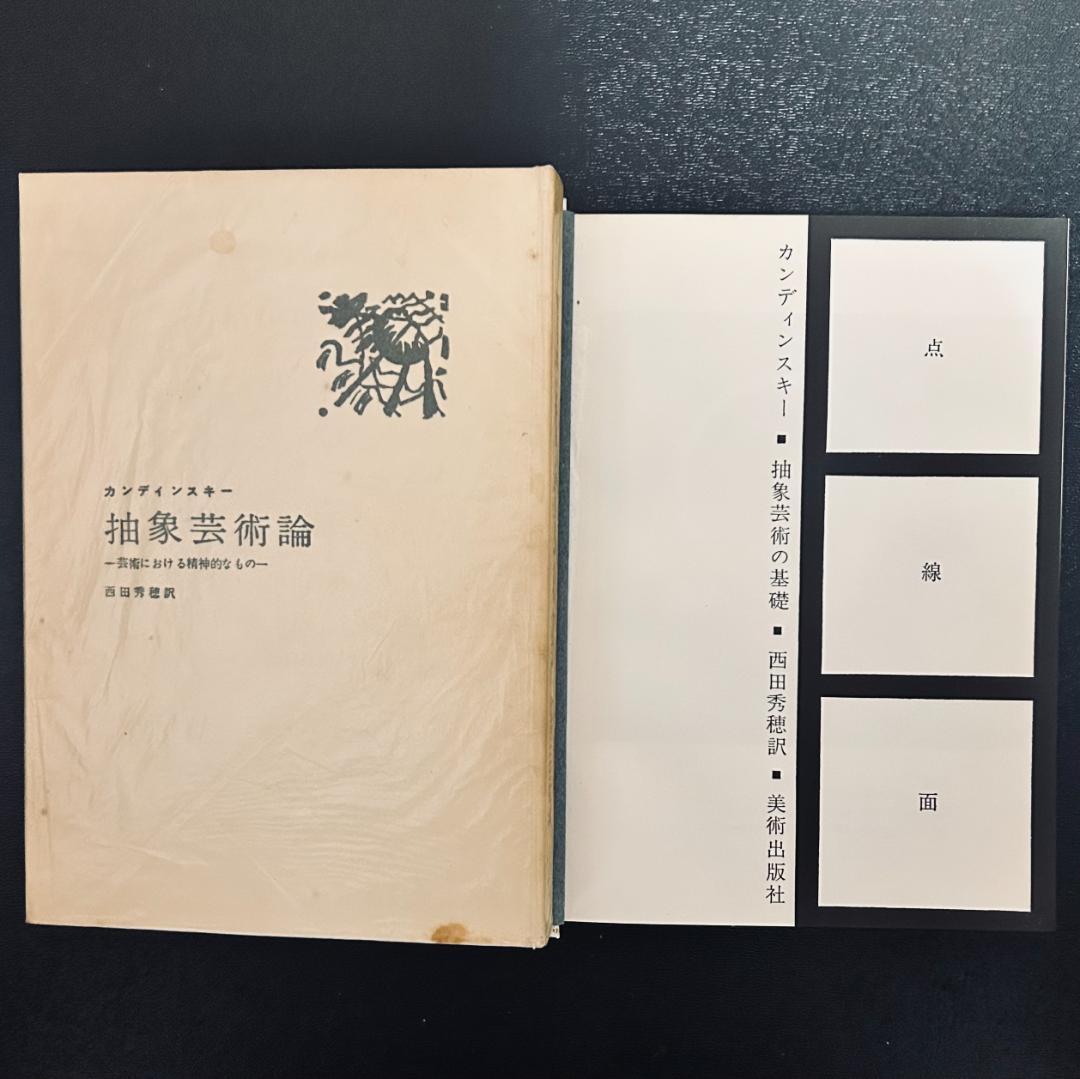 カンディンスキー
抽象芸術論
―芸術における精神的なもの―
西田秀穂訳
カンディンスキー■抽象芸術の基礎■西田秀穂訳■美術出版社
点
線
面